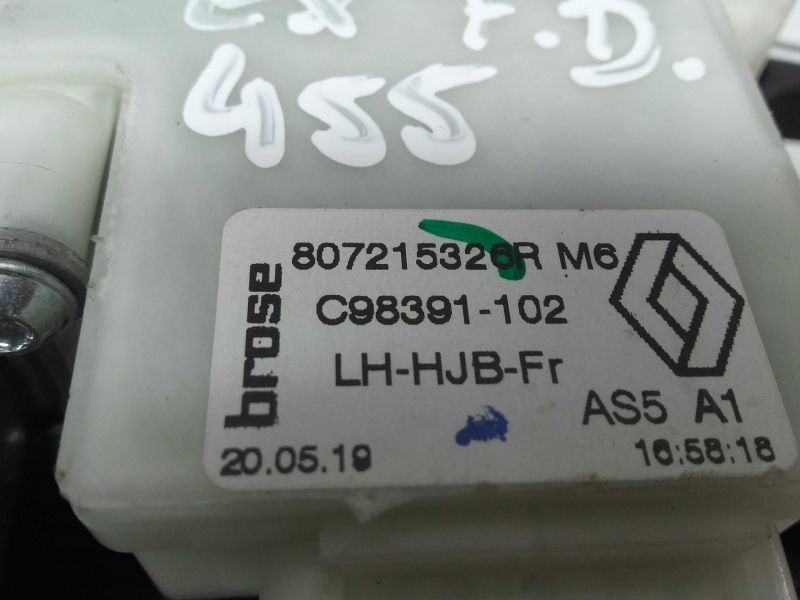 F.D.
455
807215326R M6
brose
C98391-102
LH-HJB-Fr
AS5 A1
20.05.19
16:58:18